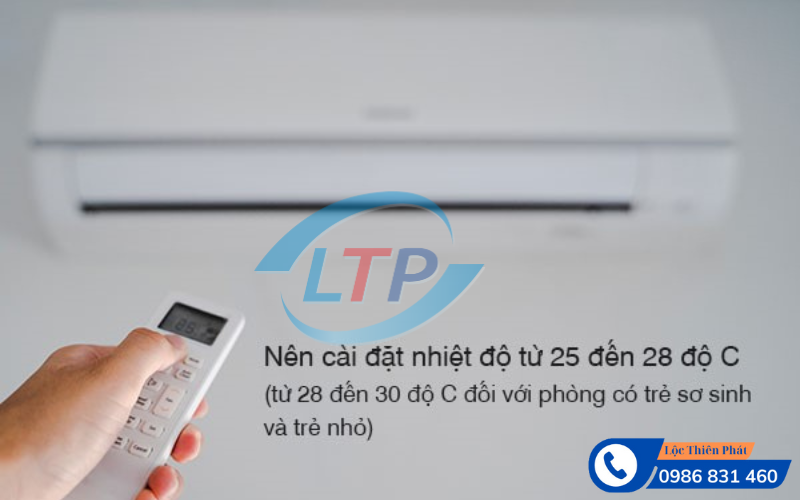 LTP
Nên cài đặt nhiệt độ từ 25 đến 28 độ C
(từ 28 đến 30 độ C đối với phòng có trẻ sơ sinh
và trẻ nhỏ)
Lộc Thiên Phát
0986 831 460